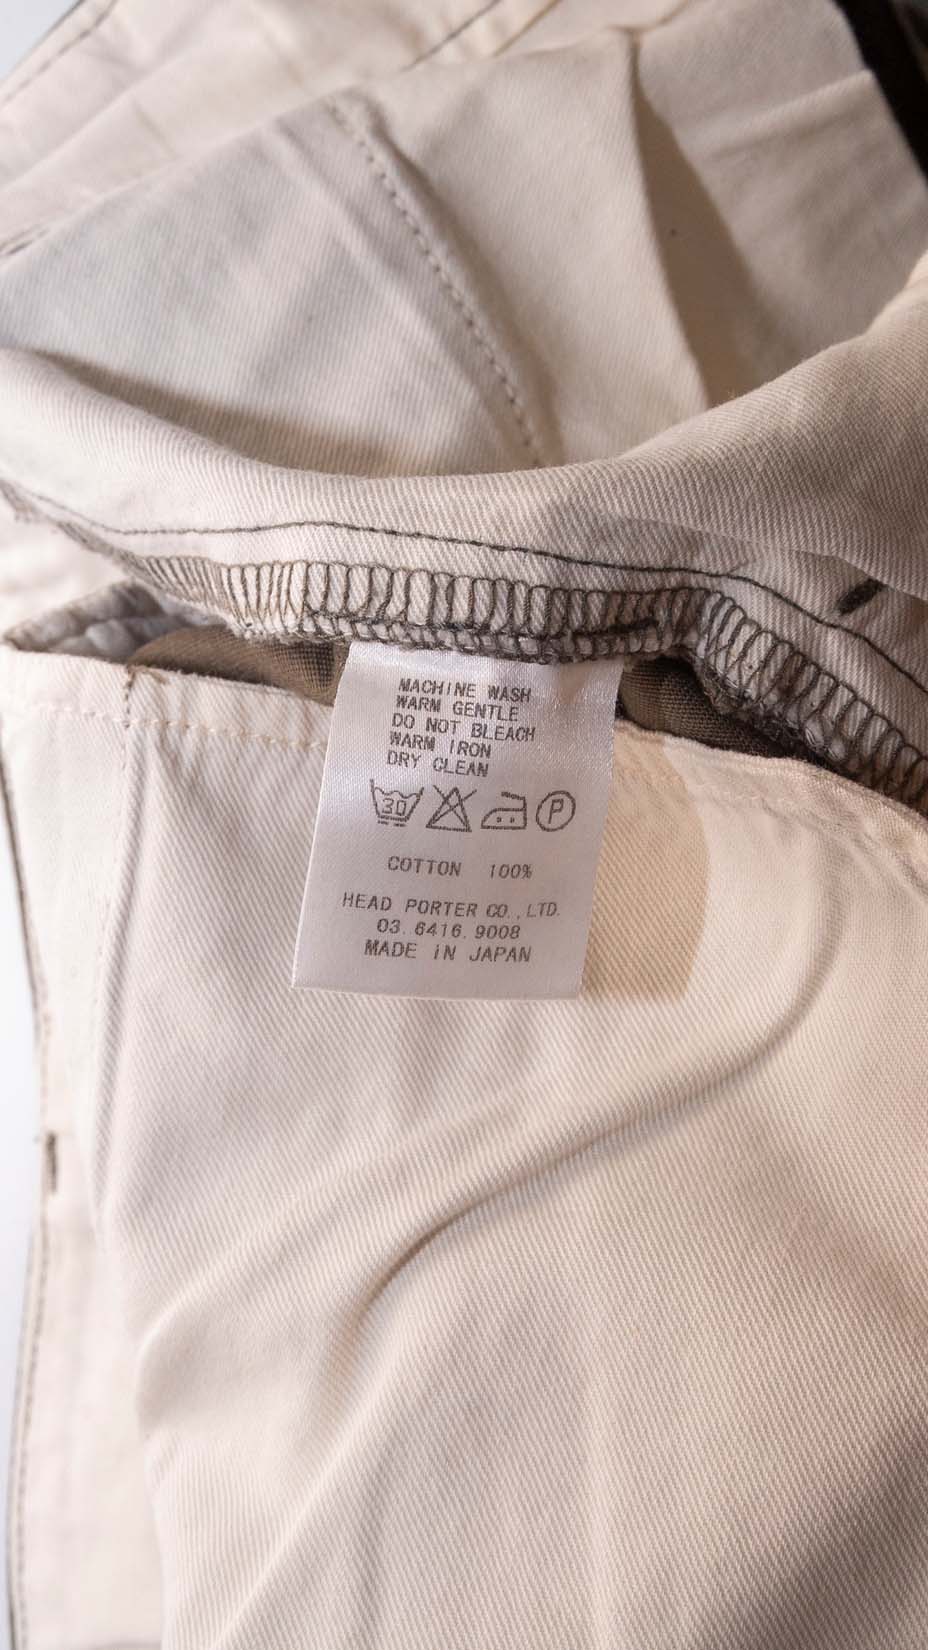 MACHINE WASH
WARM GENTLE
DO NOT BLEACH
WARM IRON
DRY CLEAN
30 P
COTTON 100%
HEAD PORTER CO.,LTD.
03.6416.9008
MADE IN JAPAN